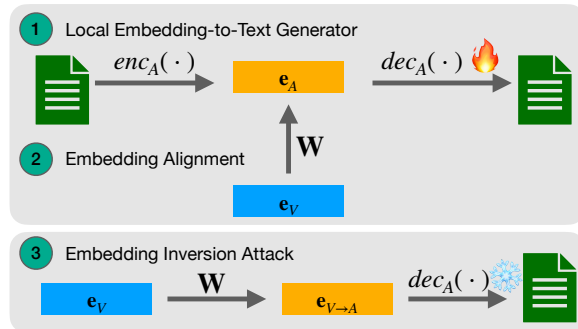 1 Local Embedding-to-Text Generator
enc_A(·) e_A dec_A(·)
W
2 Embedding Alignment
e_V
3 Embedding Inversion Attack
e_V W e_{V→A} dec_A(·)